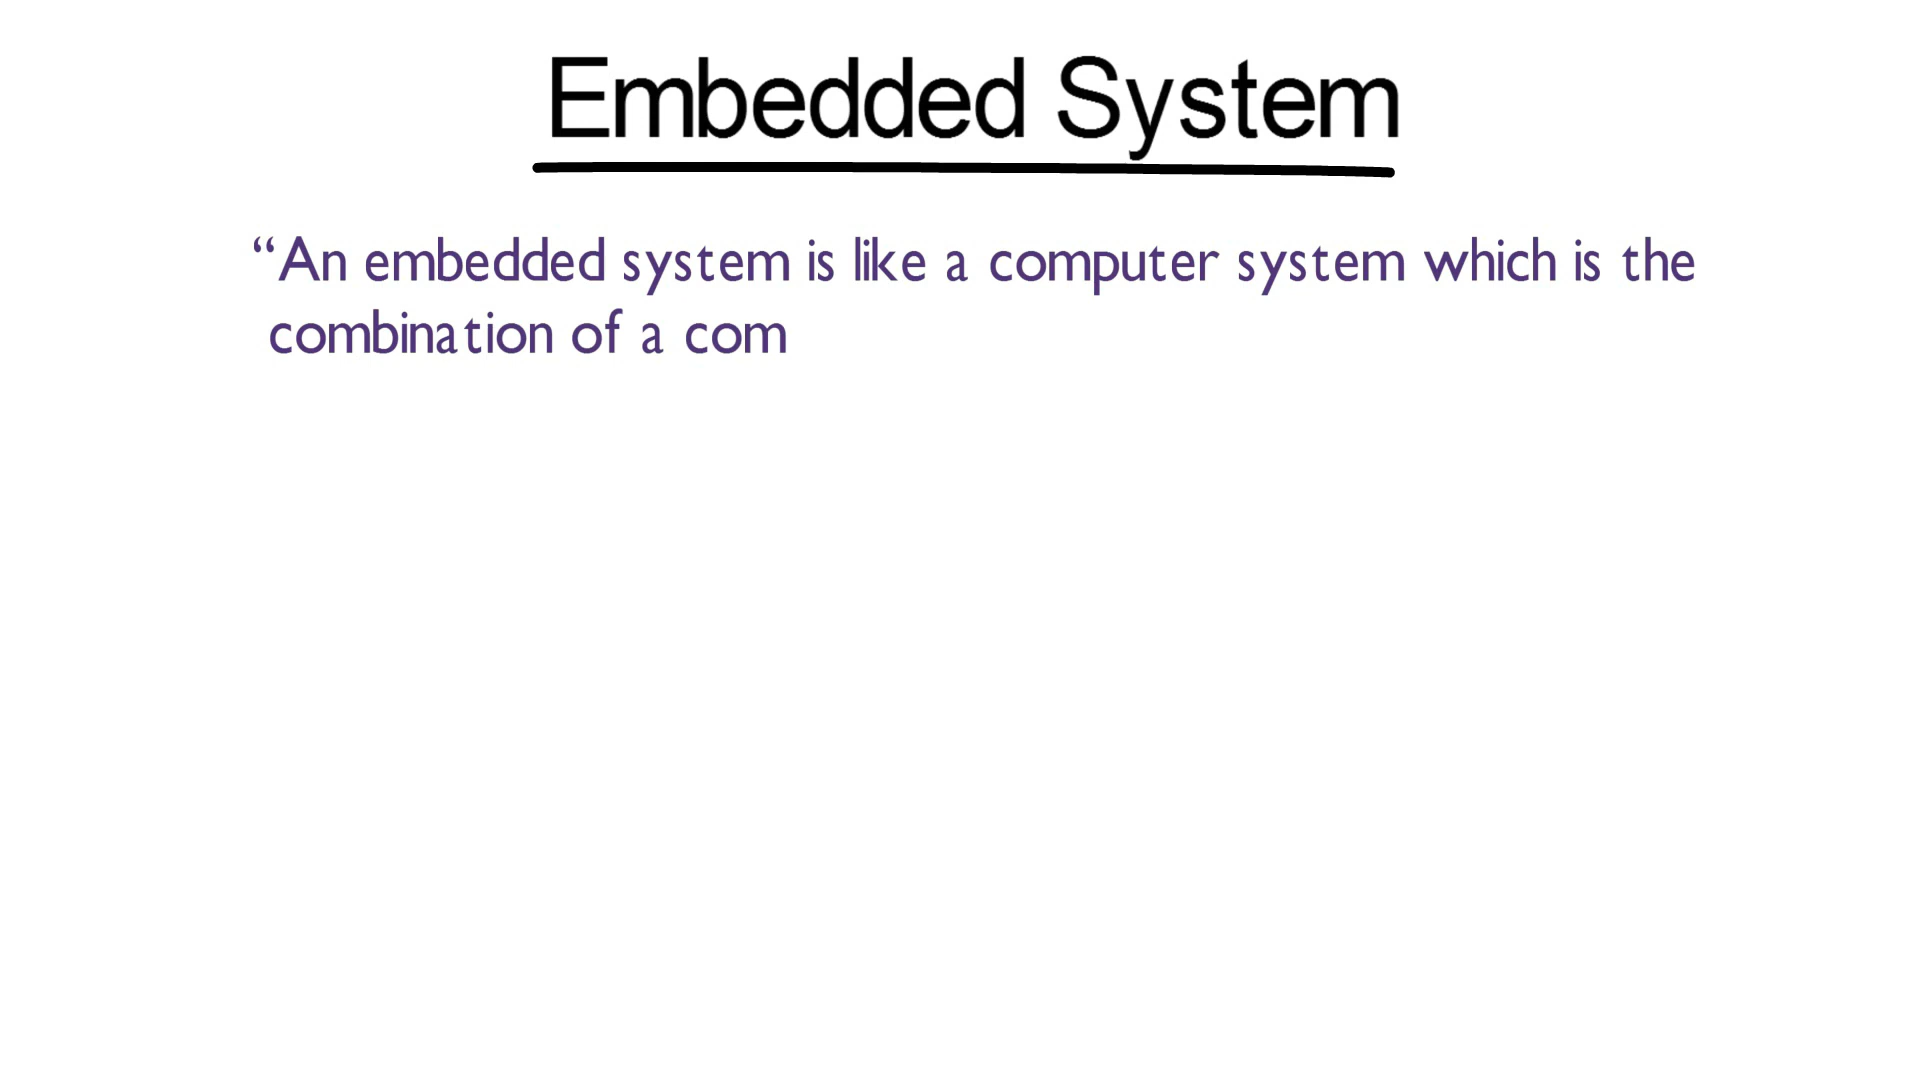 Embedded System
“An embedded system is like a computer system which is the
combination of a com